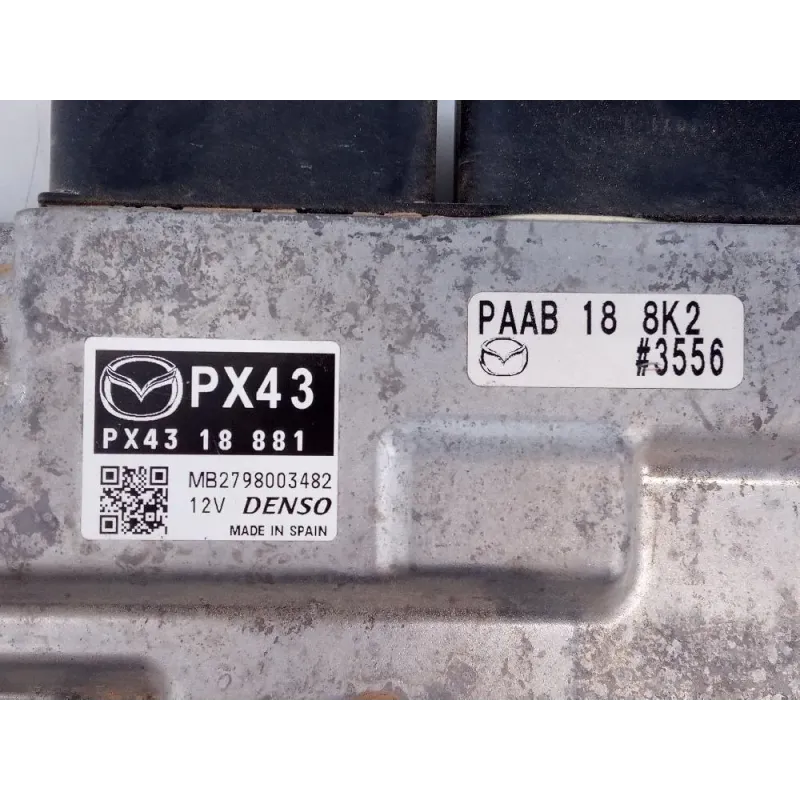 PAAB 18 8K2
#3556
PX43
PX43 18 881
MB2798003482
12V DENSO
MADE IN SPAIN